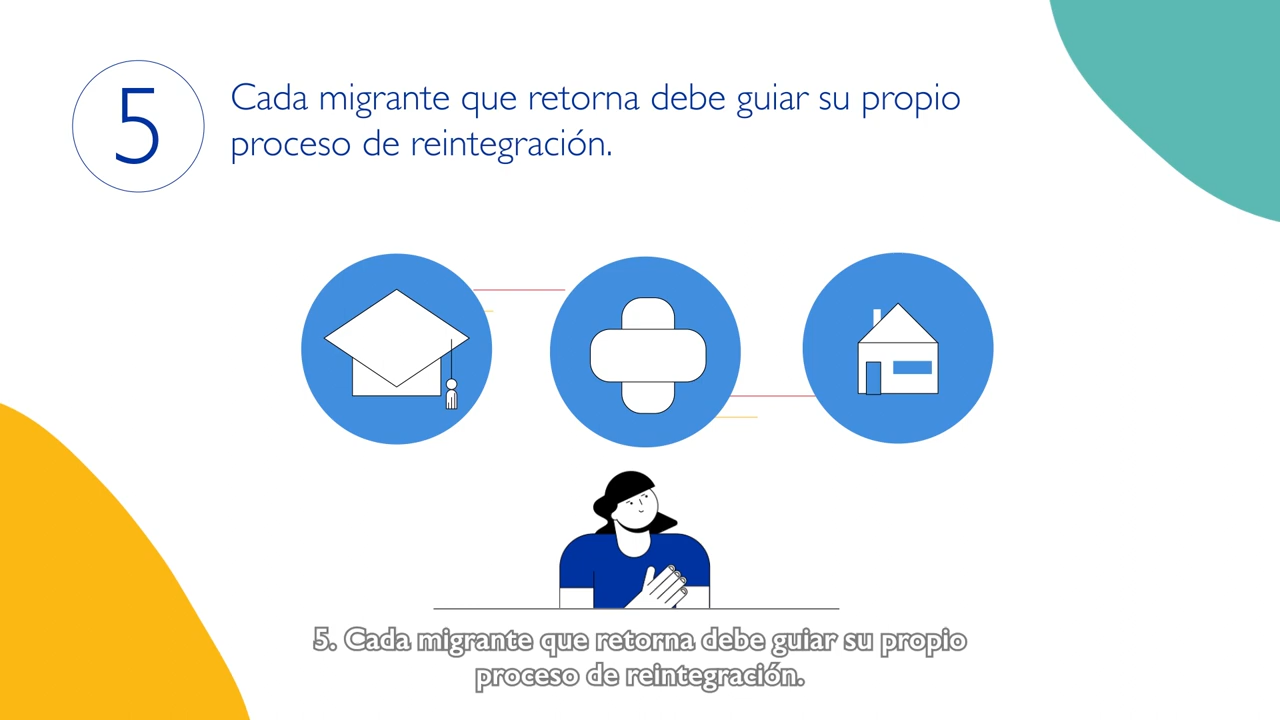 5
Cada migrante que retorna debe guiar su propio
proceso de reintegración.
5. Cada migrante que retorna debe guiar su propio
proceso de reintegración.